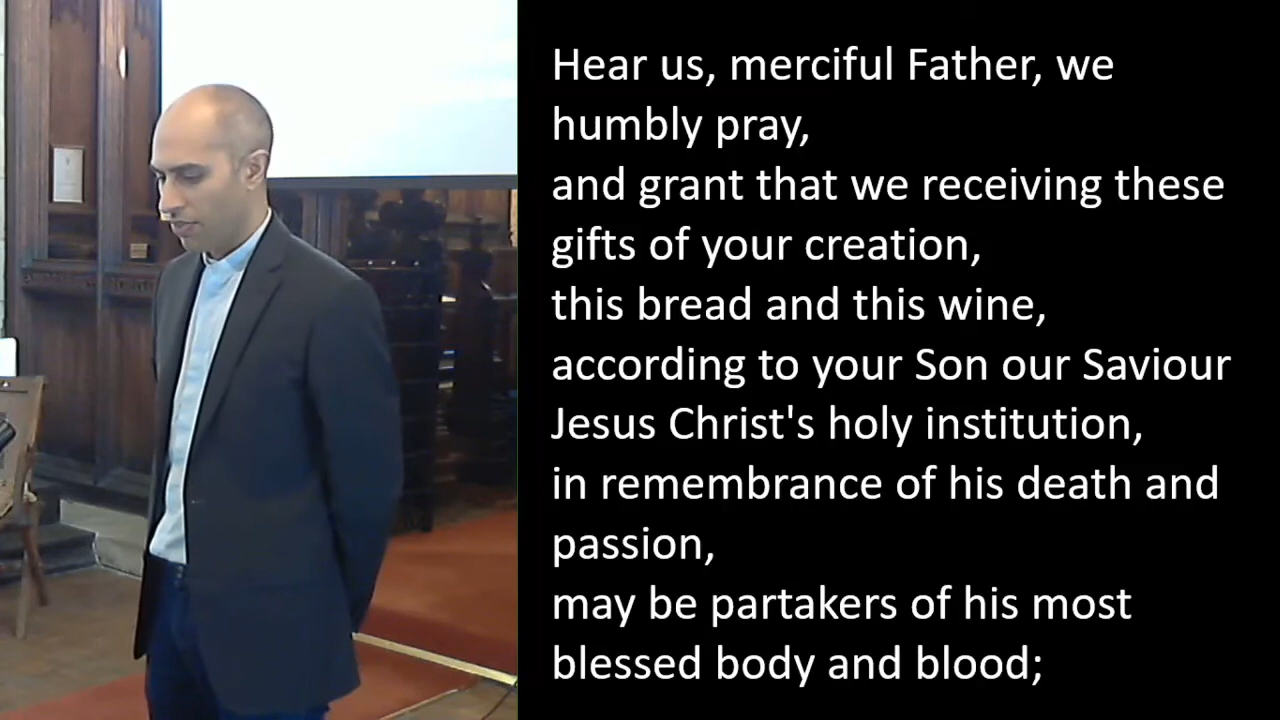 Hear us, merciful Father, we
humbly pray,
and grant that we receiving these
gifts of your creation,
this bread and this wine,
according to your Son our Saviour
Jesus Christ's holy institution,
in remembrance of his death and
passion,
may be partakers of his most
blessed body and blood;